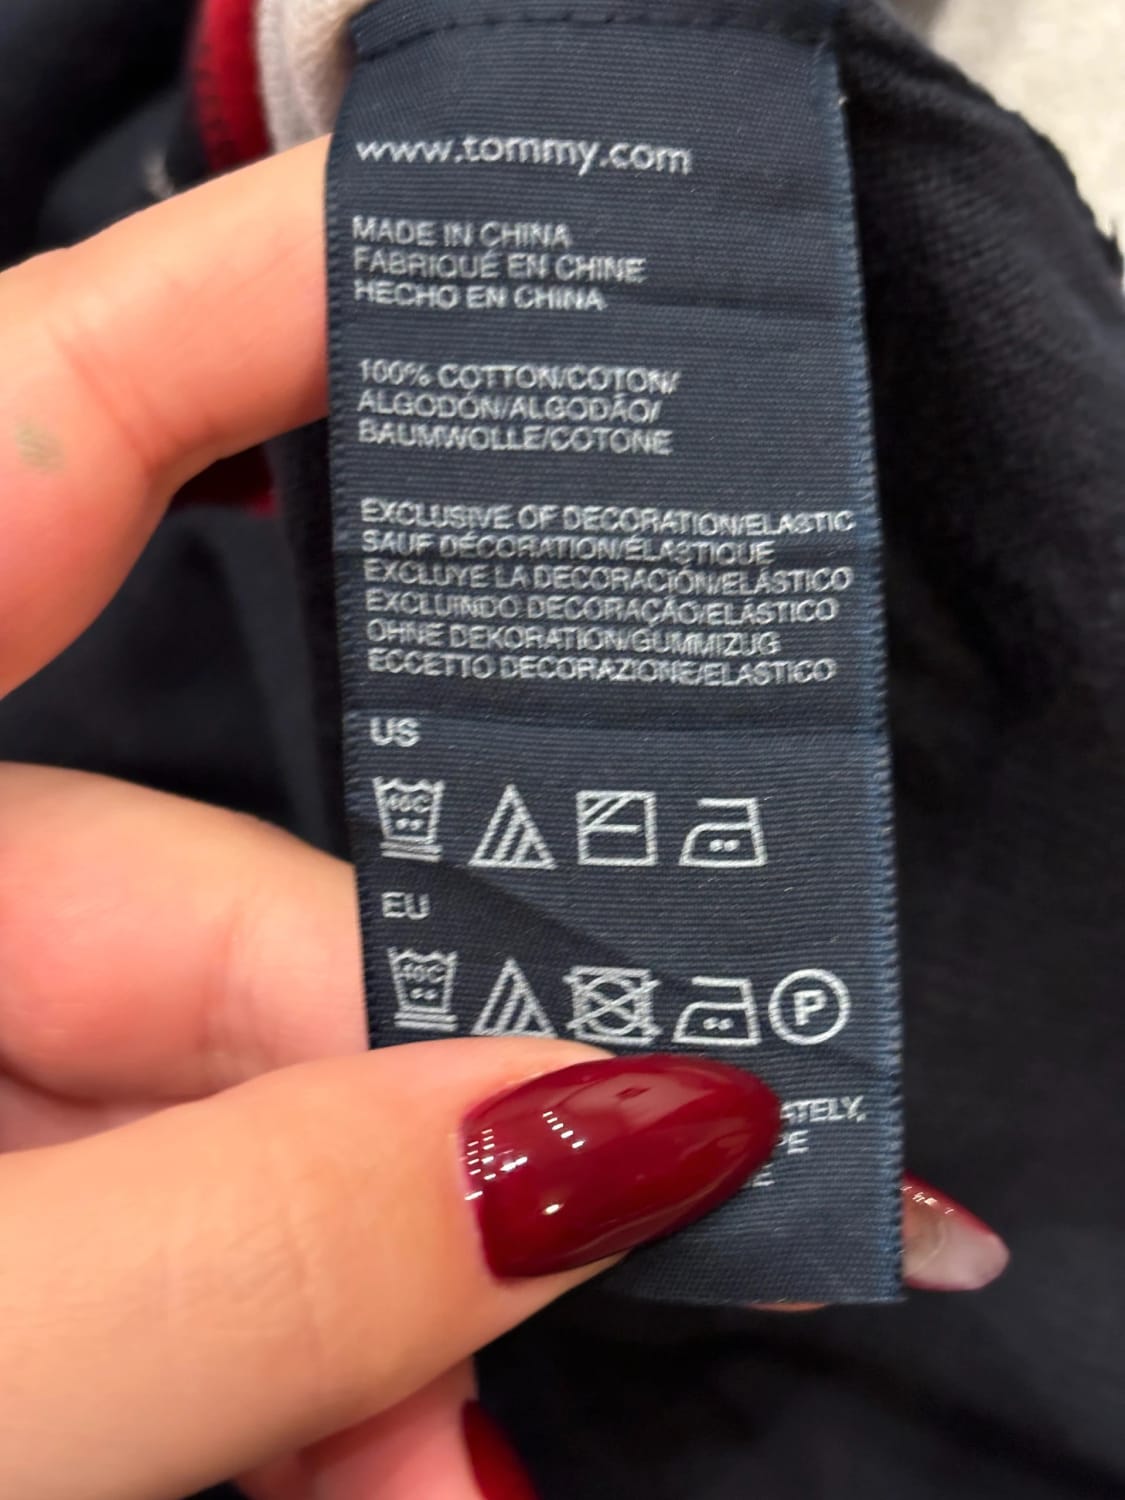 www.tommy.com
MADE IN CHINA
FABRIQUÉ EN CHINE
HECHO EN CHINA
100% COTTON/COTON/
ALGODÓN/ALGODÃO/
BAUMWOLLE/COTONE
EXCLUSIVE OF DECORATION/ELASTIC
SAUF DÉCORATION/ÉLASTIQUE
EXCLUYE LA DECORACIÓN/ELÁSTICO
EXCLUINDO DECORAÇÃO/ELÁSTICO
OHNE DEKORATION/GUMMIZUG
ECCETTO DECORAZIONE/ELASTICO
US
40C
EU
40C
P